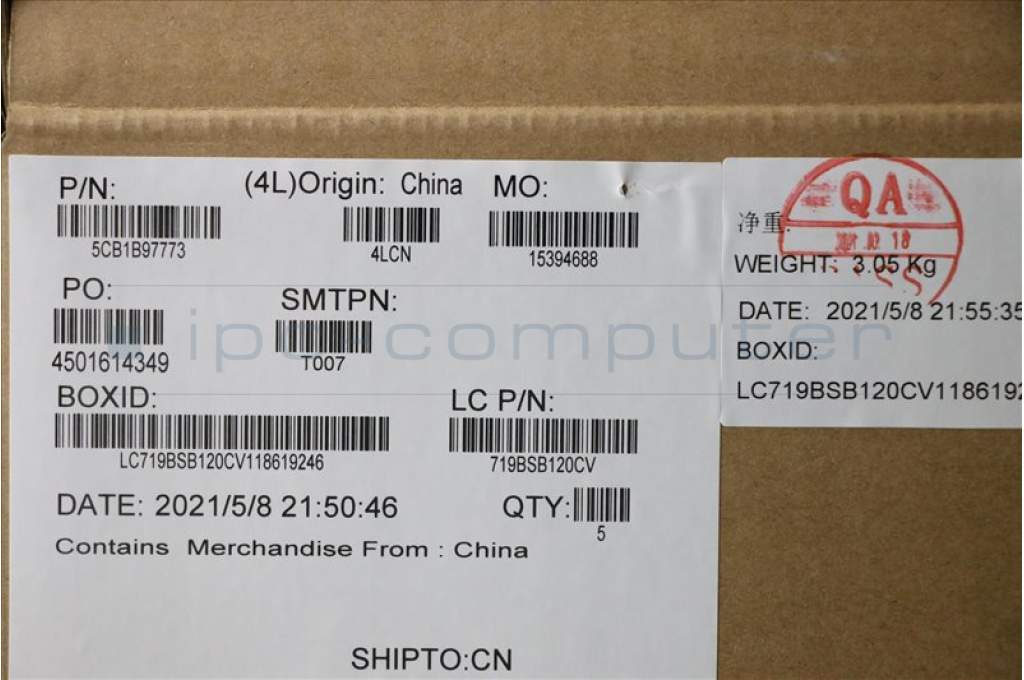 P/N:
5CB1B97773
(4L)Origin: China
4LCN
MO:
15394688
PO:
4501614349
SMTPN:
T007
BOXID:
LC719BSB120CV118619246
LC P/N:
719BSB120CV
DATE: 2021/5/8 21:50:46
QTY:
5
Contains Merchandise From : China
SHIPTO:CN
QA
18
净重:
WEIGHT: 3.05 Kg
DATE: 2021/5/8 21:55:35
BOXID:
LC719BSB120CV1186192
ipc-computer